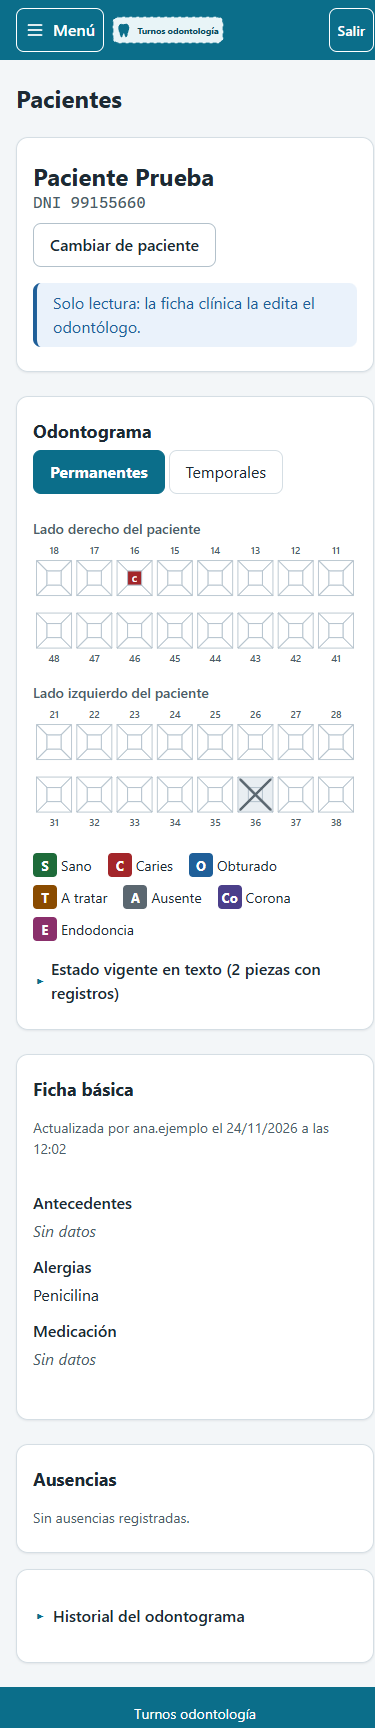 Menú
Turnos odontología
Salir
Pacientes
Paciente Prueba
DNI 99155660
Cambiar de paciente
Solo lectura: la ficha clínica la edita el
odontólogo.
Odontograma
Permanentes Temporales
Lado derecho del paciente
18 17 16 15 14 13 12 11
c
48 47 46 45 44 43 42 41
Lado izquierdo del paciente
21 22 23 24 25 26 27 28
31 32 33 34 35 36 37 38
S Sano C Caries O Obturado
T A tratar A Ausente Co Corona
E Endodoncia
Estado vigente en texto (2 piezas con
registros)
Ficha básica
Actualizada por ana.ejemplo el 24/11/2026 a las
12:02
Antecedentes
Sin datos
Alergias
Penicilina
Medicación
Sin datos
Ausencias
Sin ausencias registradas.
Historial del odontograma
Turnos odontología